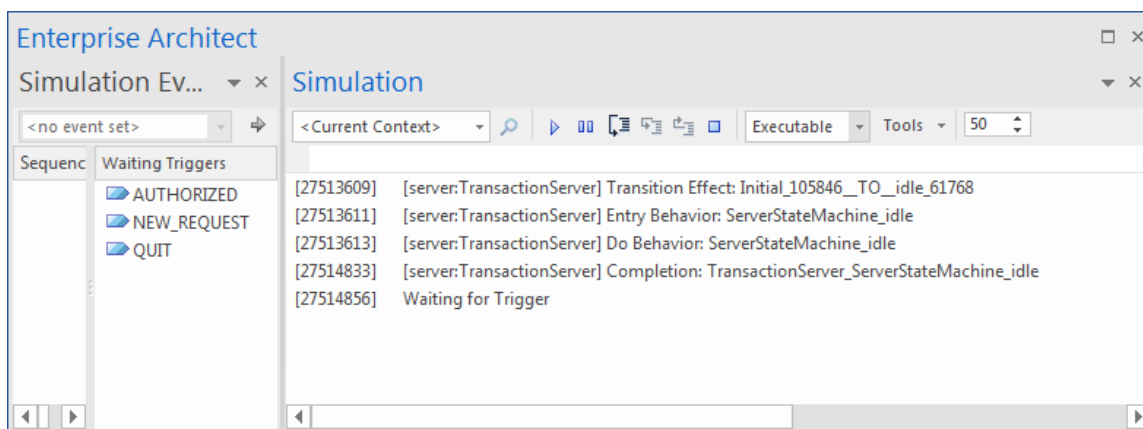 Enterprise Architect
Simulation Ev...
Simulation
<no event set>
<Current Context>
Executable
Tools
50
Sequenc
Waiting Triggers
AUTHORIZED
NEW_REQUEST
QUIT
[27513609] [server:TransactionServer] Transition Effect: Initial_105846__TO__idle_61768
[27513611] [server:TransactionServer] Entry Behavior: ServerStateMachine_idle
[27513613] [server:TransactionServer] Do Behavior: ServerStateMachine_idle
[27514833] [server:TransactionServer] Completion: TransactionServer_ServerStateMachine_idle
[27514856] Waiting for Trigger